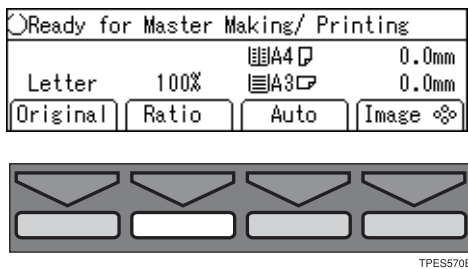 Ready for Master Making/ Printing
A4 0.0mm
Letter 100% A3 0.0mm
Original Ratio Auto Image
TPES570E